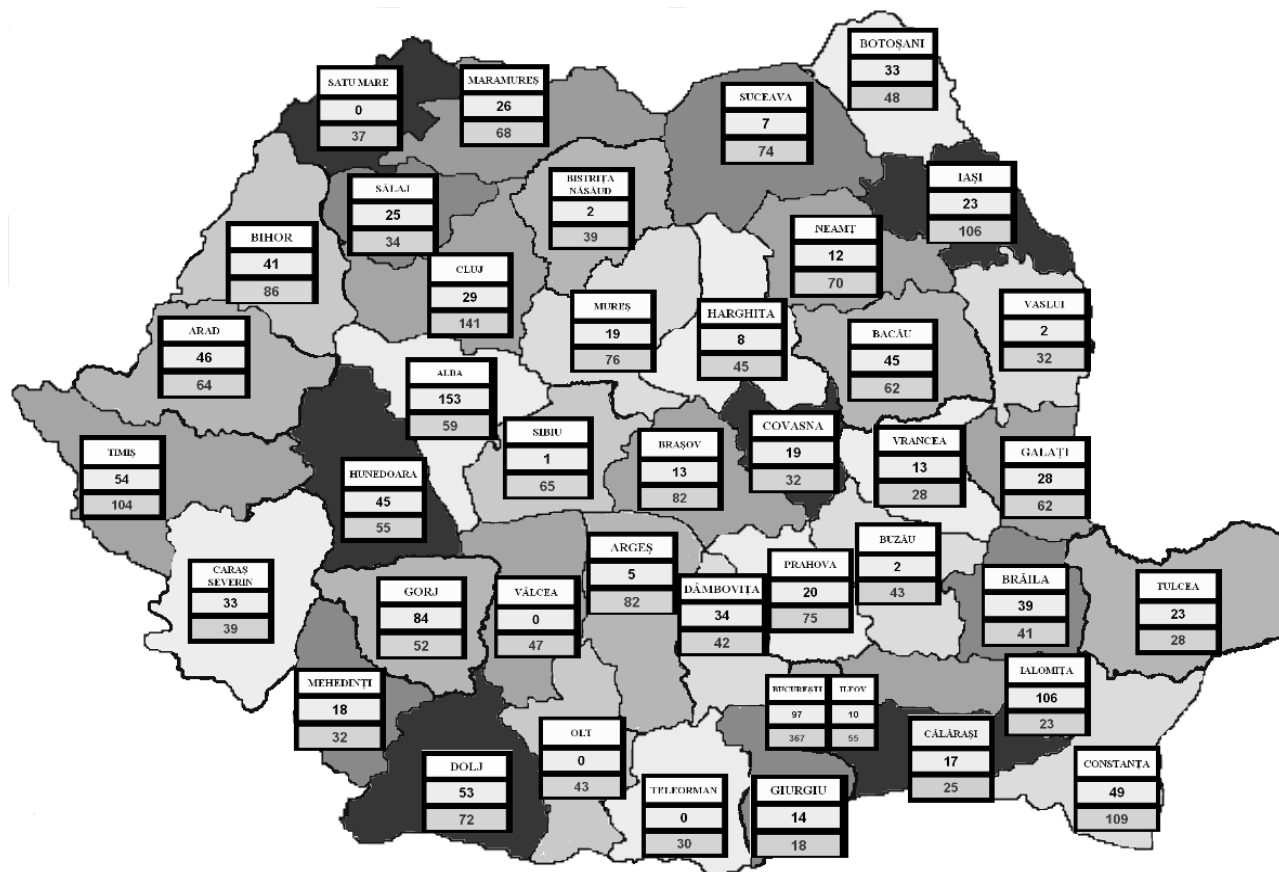 BOTOȘANI
33
48
SATU MARE
0
37
MARAMUREȘ
26
68
SUCEAVA
7
74
IAȘI
23
106
BISTRIȚA
NĂSĂUD
2
39
SĂLAJ
25
34
NEAMȚ
12
70
BIHOR
41
86
CLUJ
29
141
MUREȘ
19
76
HARGHITA
8
45
VASLUI
2
32
ARAD
46
64
BACĂU
45
62
ALBA
153
59
SIBIU
1
65
BRAȘOV
13
82
COVASNA
19
32
VRANCEA
13
28
GALAȚI
28
62
TIMIȘ
54
104
HUNEDOARA
45
55
CARAȘ
SEVERIN
33
39
GORJ
84
52
VÂLCEA
0
47
ARGEȘ
5
82
DÂMBOVIȚA
34
42
PRAHOVA
20
75
BUZĂU
2
43
BRĂILA
39
41
TULCEA
23
28
MEHEDINȚI
18
32
IALOMIȚA
106
23
BUCUREȘTI
97
367
ILFOV
10
55
CĂLĂRAȘI
17
25
OLT
0
43
DOLJ
53
72
TELEORMAN
0
30
GIURGIU
14
18
CONSTANȚA
49
109